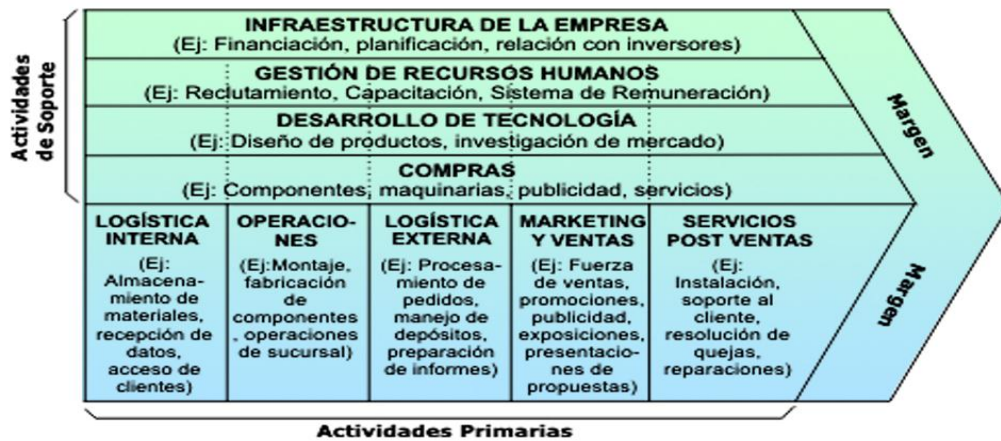 Actividades
de Soporte
INFRAESTRUCTURA DE LA EMPRESA
(Ej: Financiación, planificación, relación con inversores)
GESTIÓN DE RECURSOS HUMANOS
(Ej: Reclutamiento, Capacitación, Sistema de Remuneración)
DESARROLLO DE TECNOLOGÍA
(Ej: Diseño de productos, investigación de mercado)
COMPRAS
(Ej: Componentes, maquinarias, publicidad, servicios)
Margen
LOGÍSTICA
INTERNA
(Ej:
Almacena-
miento de
materiales,
recepción de
datos,
acceso de
clientes)
OPERACIO-
NES
(Ej:Montaje,
fabricación
de
componentes
, operaciones
de sucursal)
LOGÍSTICA
EXTERNA
(Ej: Procesa-
miento de
pedidos,
manejo de
depósitos,
preparación
de informes)
MARKETING
Y VENTAS
(Ej: Fuerza
de ventas,
promociones,
publicidad,
exposiciones,
presentacio-
nes de
propuestas)
SERVICIOS
POST VENTAS
(Ej:
Instalación,
soporte al
cliente,
resolución de
quejas,
reparaciones)
Margen
Actividades Primarias